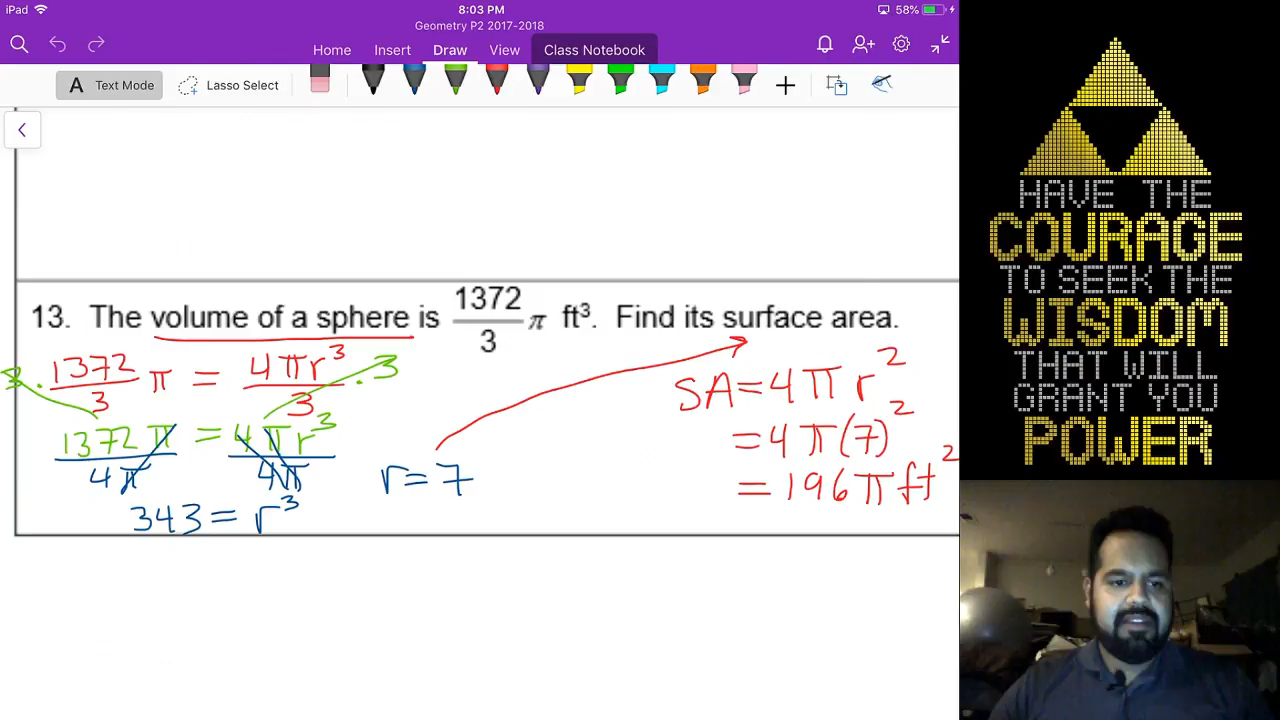 iPad 8:03 PM 58%
Geometry P2 2017-2018
Home Insert Draw View Class Notebook
A Text Mode Lasso Select
13. The volume of a sphere is 1372/3 π ft³. Find its surface area.
3 · 1372/3 π = 4πr³/3 · 3
1372π/4π = 4πr³/4π
343 = r³
r = 7
SA = 4πr²
= 4π(7)²
= 196π ft²
HAVE THE
COURAGE
TO SEEK THE
WISDOM
THAT WILL
GRANT YOU
POWER